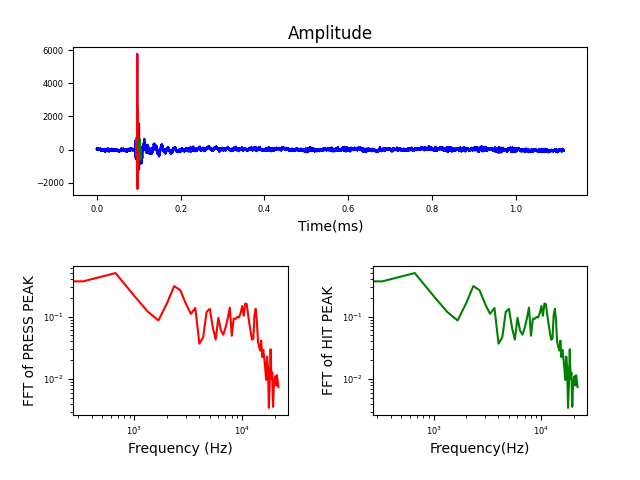 Amplitude
6000
4000
2000
0
−2000
0.0 0.2 0.4 0.6 0.8 1.0
Time(ms)
FFT of PRESS PEAK
10⁻¹
10⁻²
10³ 10⁴
Frequency (Hz)
FFT of HIT PEAK
10⁻¹
10⁻²
10³ 10⁴
Frequency(Hz)